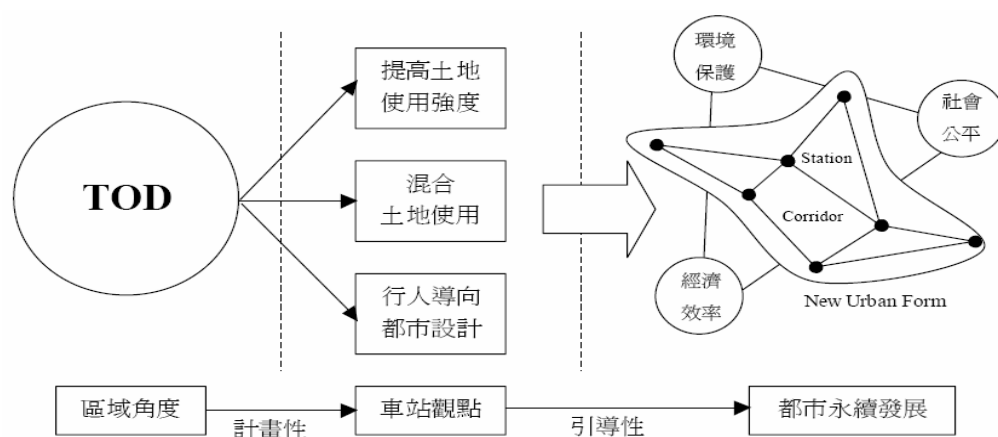 TOD
提高土地
使用強度
混合
土地使用
行人導向
都市設計
環境
保護
社會
公平
Station
Corridor
經濟
效率
New Urban Form
區域角度
計畫性
車站觀點
引導性
都市永續發展